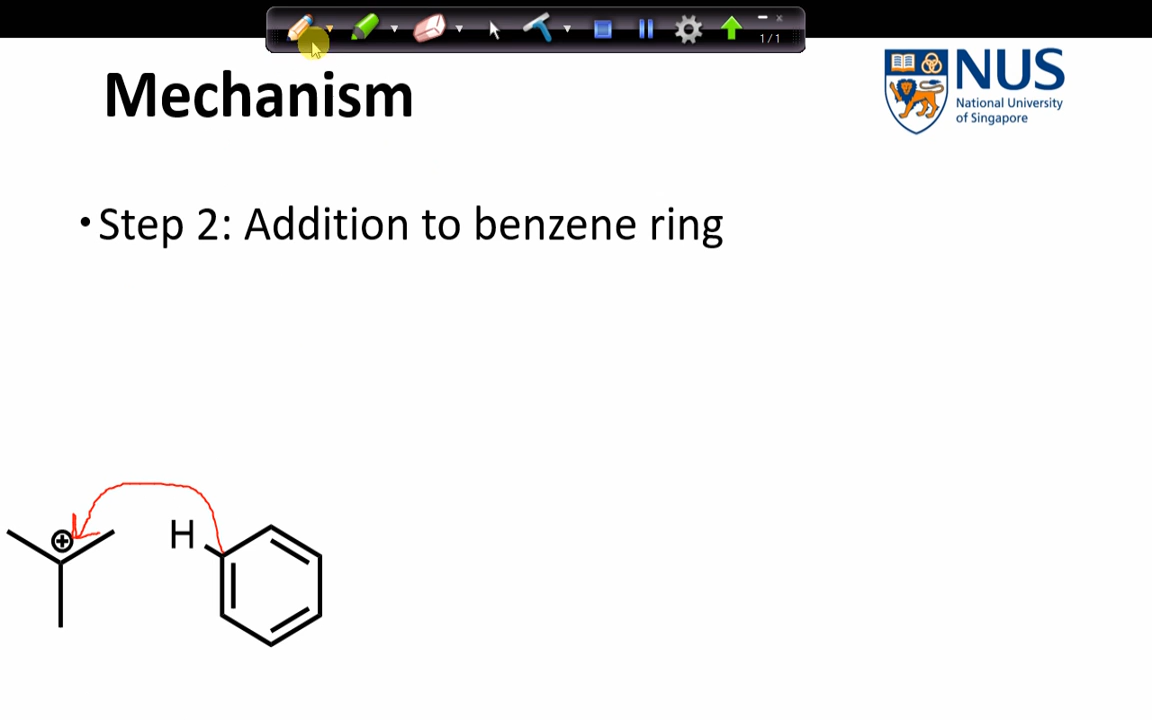 1/1
Mechanism
NUS
National University
of Singapore
•Step 2: Addition to benzene ring
⊕
H